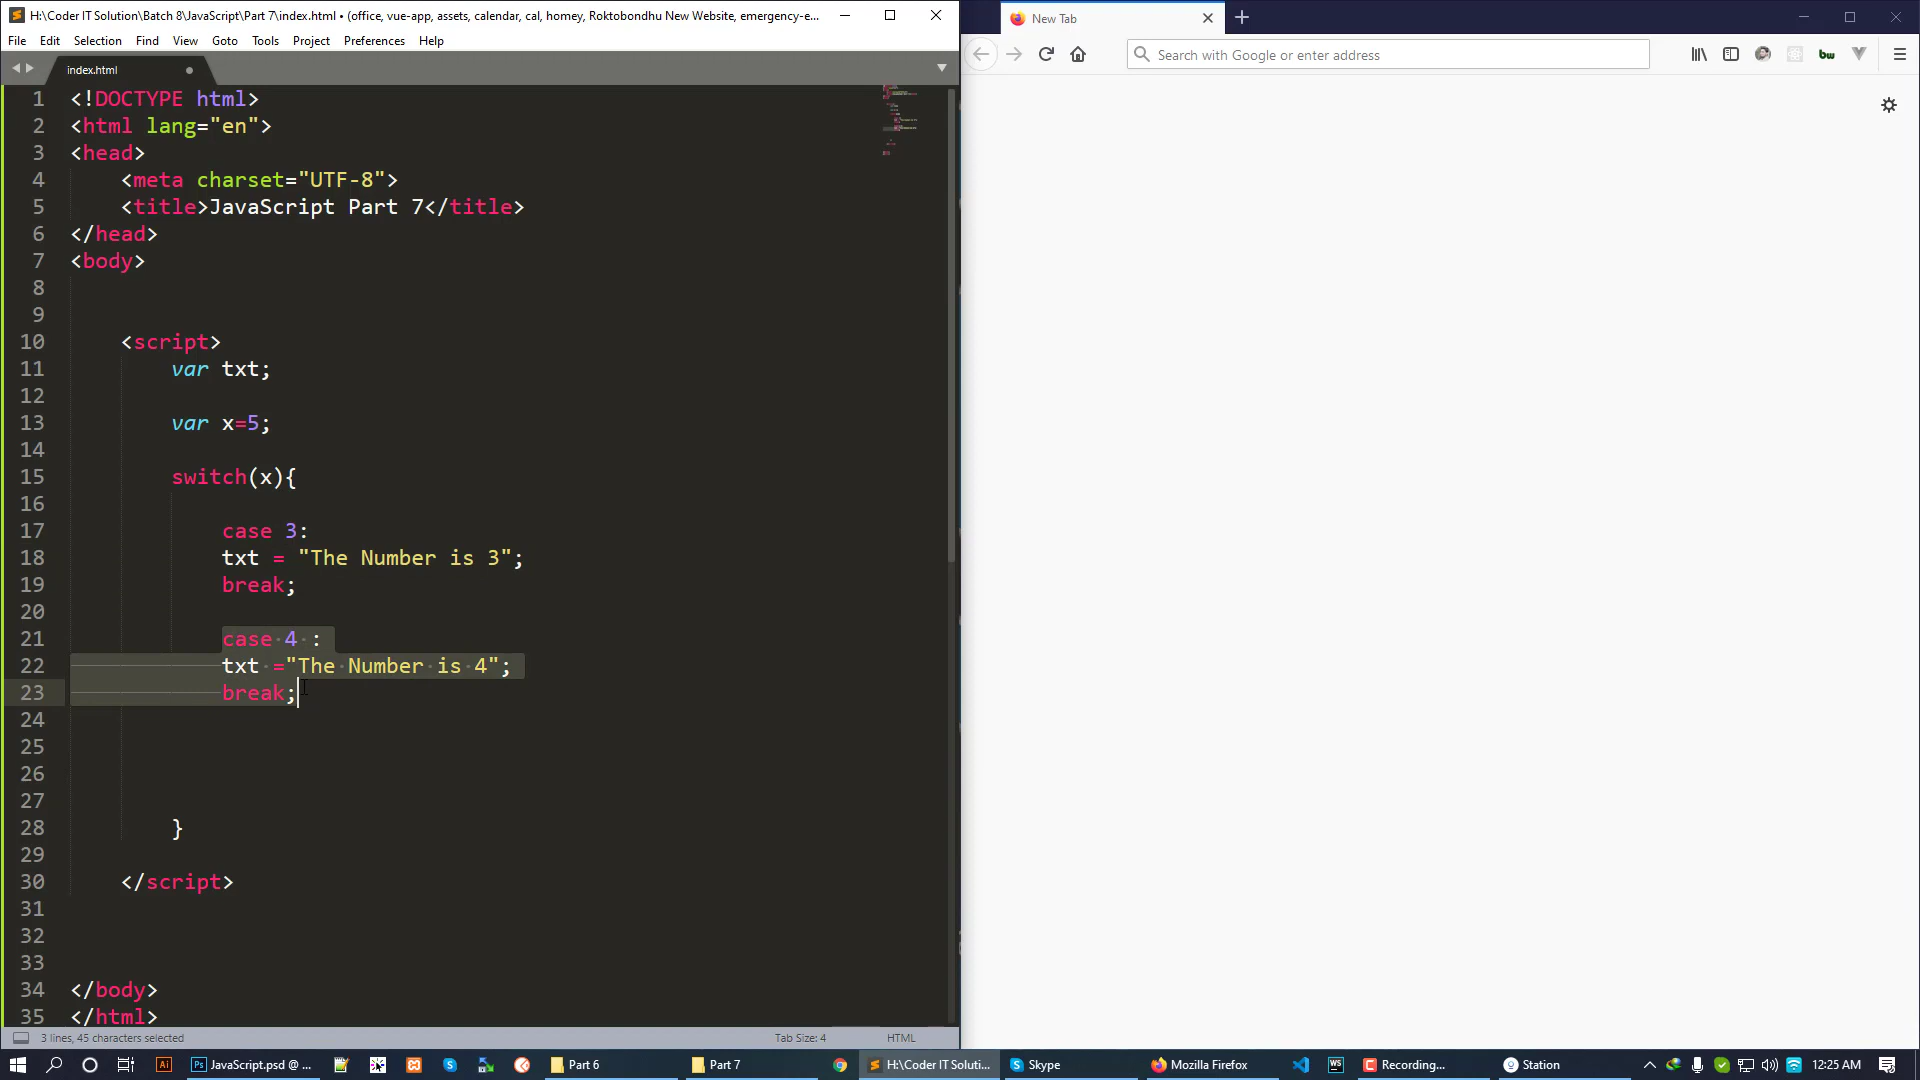 H:\Coder IT Solution\Batch 8\JavaScript\Part 7\index.html • (office, vue-app, assets, calendar, cal, homey, Roktobondhu New Website, emergency-e...
File Edit Selection Find View Goto Tools Project Preferences Help
index.html
1 <!DOCTYPE html>
2 <html lang="en">
3 <head>
4 <meta charset="UTF-8">
5 <title>JavaScript Part 7</title>
6 </head>
7 <body>
8
9
10 <script>
11 var txt;
12
13 var x=5;
14
15 switch(x){
16
17 case 3:
18 txt = "The Number is 3";
19 break;
20
21 case 4 :
22 txt ="The Number is 4";
23 break;
24
25
26
27
28 }
29
30 </script>
31
32
33
34 </body>
35 </html>
3 lines, 45 characters selected
Tab Size: 4
HTML
New Tab
Search with Google or enter address
bw
Ai
Ps JavaScript.psd @ ...
Part 6
Part 7
H:\Coder IT Soluti...
Skype
Mozilla Firefox
WS
Recording...
Station
12:25 AM